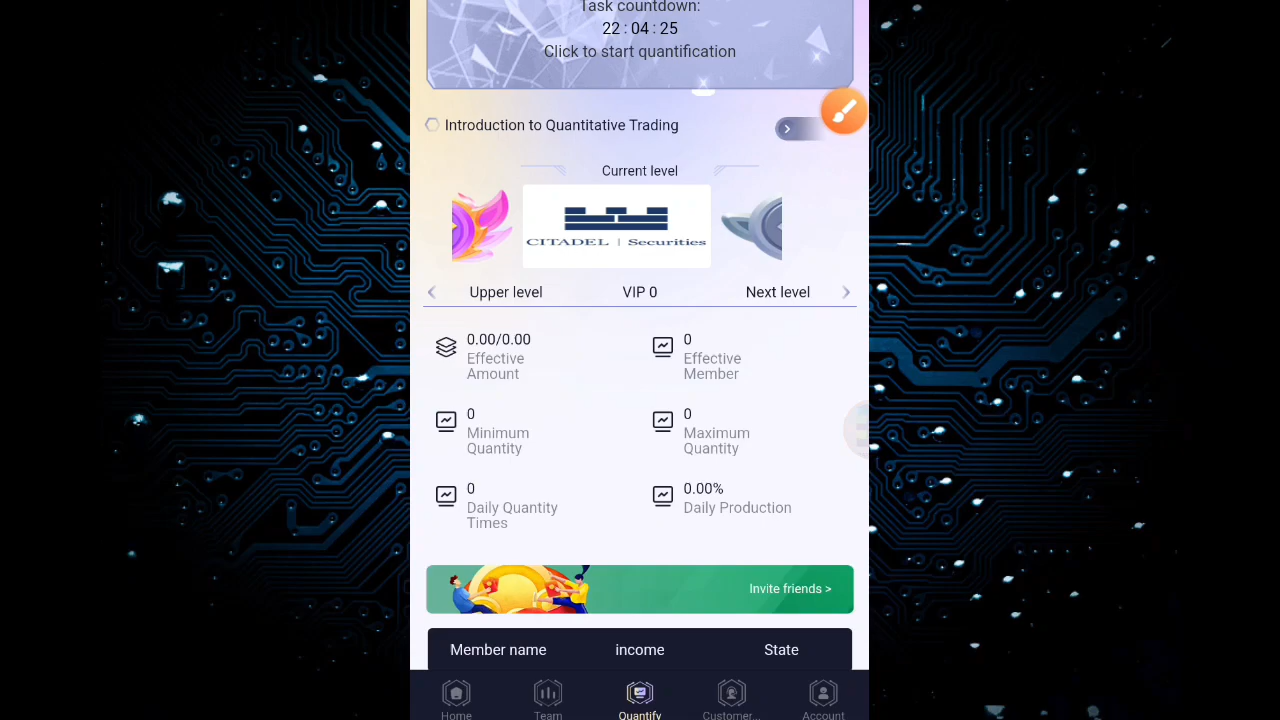 Task countdown:
22 : 04 : 25
Click to start quantification
Introduction to Quantitative Trading
Current level
CITADEL | Securities
Upper level
VIP 0
Next level
0.00/0.00
Effective
Amount
0
Effective
Member
0
Minimum
Quantity
0
Maximum
Quantity
0
Daily Quantity
Times
0.00%
Daily Production
Invite friends >
Member name
income
State
Home
Team
Quantify
Customer...
Account